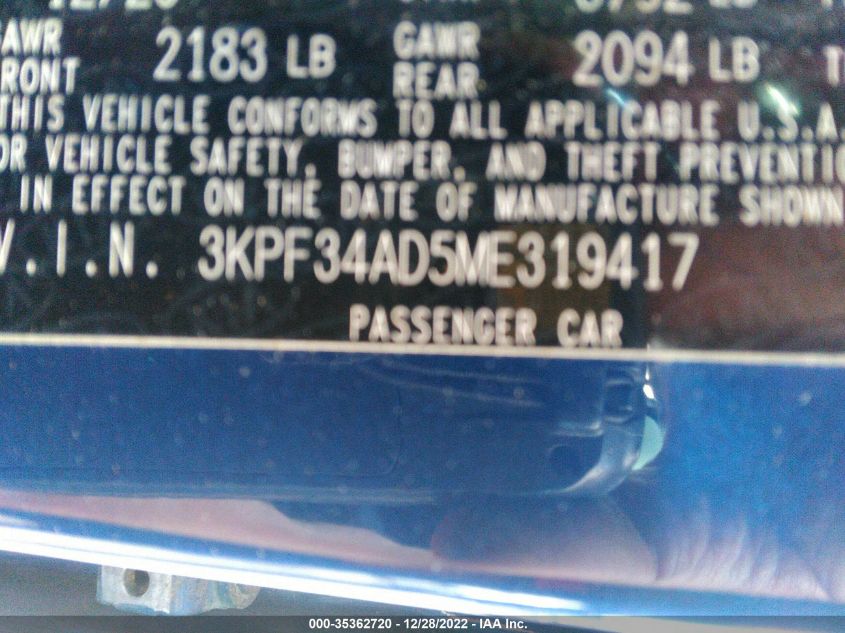 GAWR 2183 LB GAWR 2094 LB
FRONT REAR
THIS VEHICLE CONFORMS TO ALL APPLICABLE U.S.A.
OR VEHICLE SAFETY, BUMPER, AND THEFT PREVENTIO
IN EFFECT ON THE DATE OF MANUFACTURE SHOWN
V.I.N. 3KPF34AD5ME319417
PASSENGER CAR
000-35362720 - 12/28/2022 - IAA Inc.